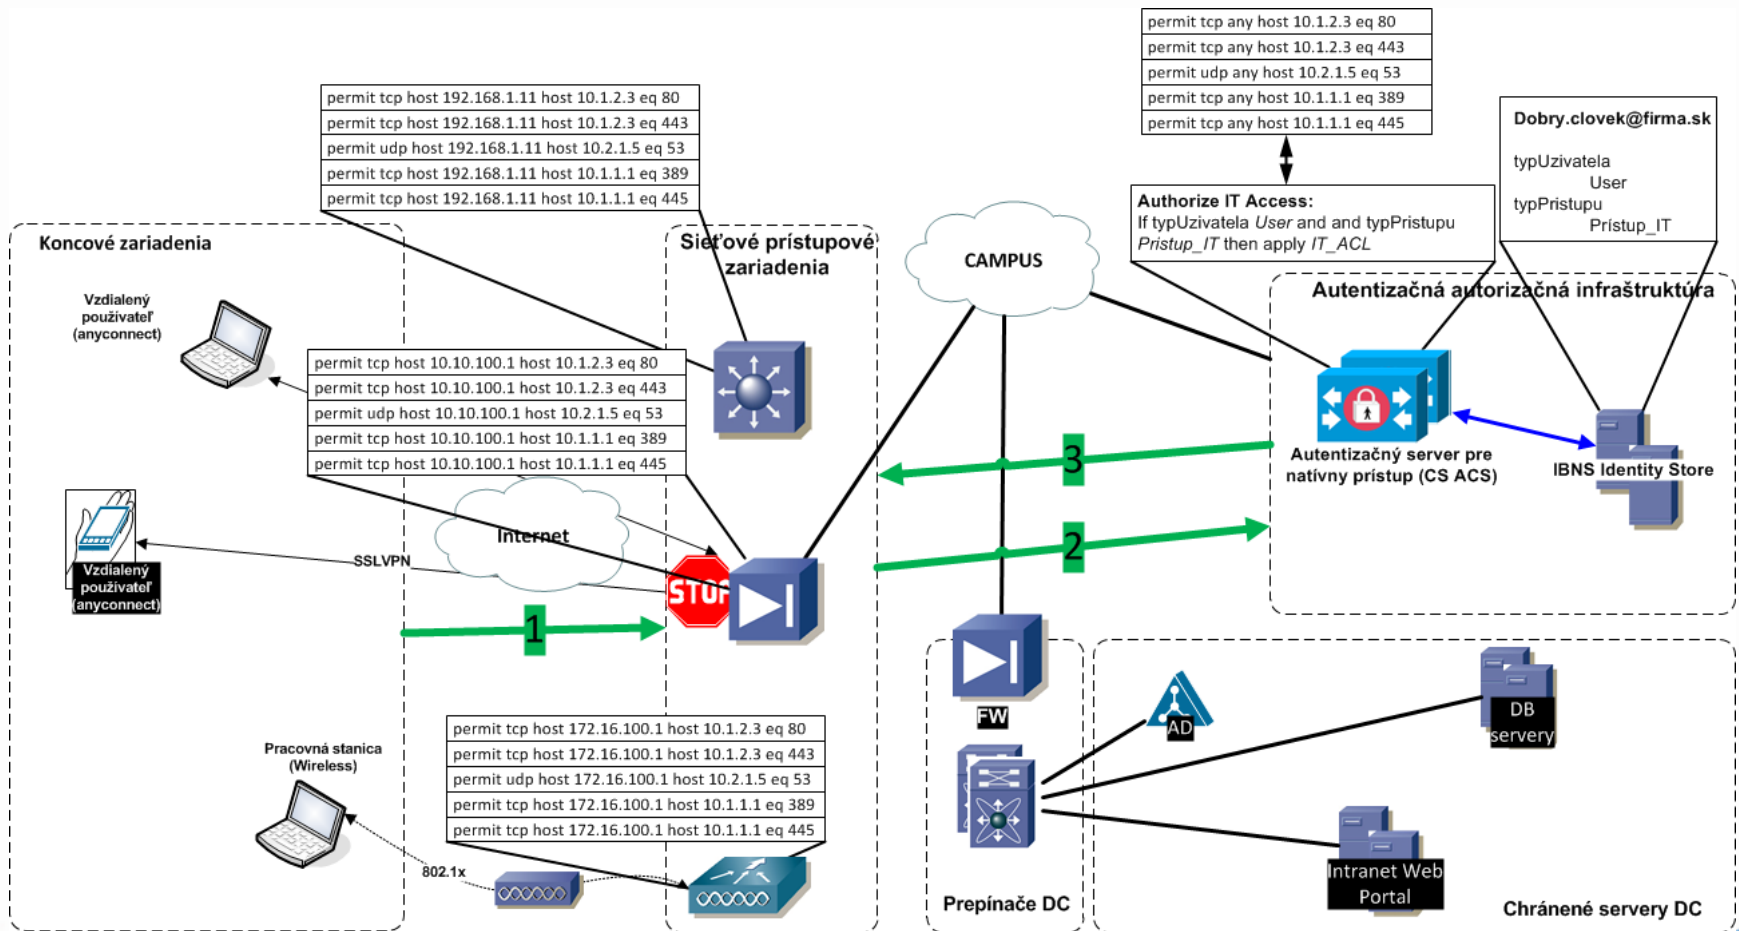 permit tcp any host 10.1.2.3 eq 80
permit tcp any host 10.1.2.3 eq 443
permit udp any host 10.2.1.5 eq 53
permit tcp any host 10.1.1.1 eq 389
permit tcp any host 10.1.1.1 eq 445
permit tcp host 192.168.1.11 host 10.1.2.3 eq 80
permit tcp host 192.168.1.11 host 10.1.2.3 eq 443
permit udp host 192.168.1.11 host 10.2.1.5 eq 53
permit tcp host 192.168.1.11 host 10.1.1.1 eq 389
permit tcp host 192.168.1.11 host 10.1.1.1 eq 445
Dobry.clovek@firma.sk
typUzivatela
User
typPristupu
Prístup_IT
Authorize IT Access:
If typUzivatela User and and typPristupu
Pristup_IT then apply IT_ACL
Koncové zariadenia
Sieťové prístupové
zariadenia
CAMPUS
Autentizačná autorizačná infraštruktúra
Vzdialený
používateľ
(anyconnect)
permit tcp host 10.10.100.1 host 10.1.2.3 eq 80
permit tcp host 10.10.100.1 host 10.1.2.3 eq 443
permit udp host 10.10.100.1 host 10.2.1.5 eq 53
permit tcp host 10.10.100.1 host 10.1.1.1 eq 389
permit tcp host 10.10.100.1 host 10.1.1.1 eq 445
3
Autentizačný server pre
natívny prístup (CS ACS)
IBNS Identity Store
Internet
2
SSLVPN
STOP
Vzdialený
používateľ
(anyconnect)
1
FW
AD
DB
servery
permit tcp host 172.16.100.1 host 10.1.2.3 eq 80
permit tcp host 172.16.100.1 host 10.1.2.3 eq 443
permit udp host 172.16.100.1 host 10.2.1.5 eq 53
permit tcp host 172.16.100.1 host 10.1.1.1 eq 389
permit tcp host 172.16.100.1 host 10.1.1.1 eq 445
Pracovná stanica
(Wireless)
802.1x
Intranet Web
Portal
Prepínače DC
Chránené servery DC